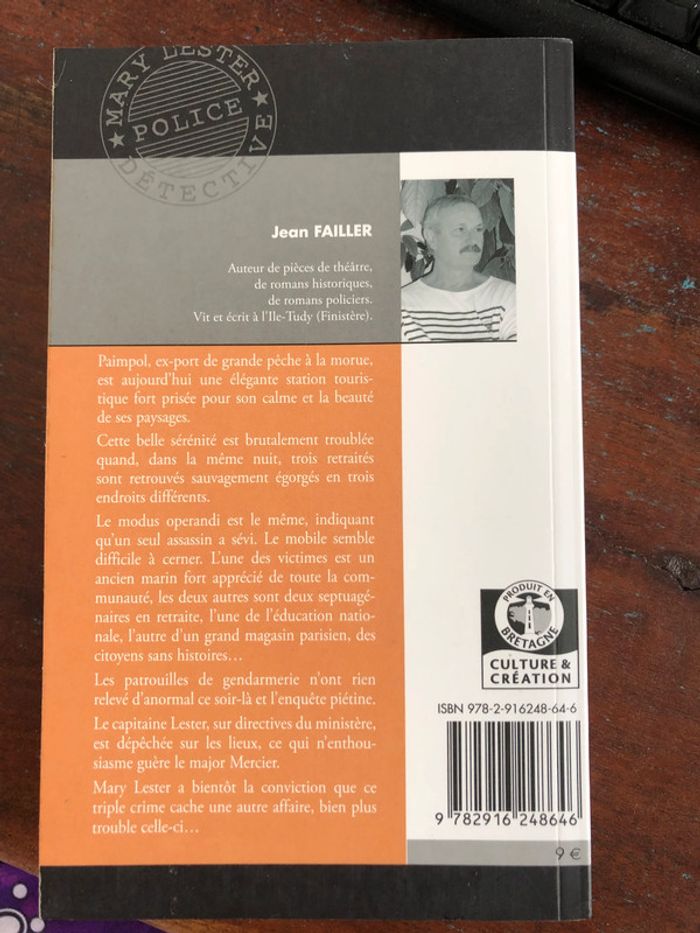 MARY LESTER
POLICE
DÉTECTIVE
Jean FAILLER
Auteur de pièces de théâtre,
de romans historiques,
de romans policiers.
Vit et écrit à l'Ile-Tudy (Finistère).
Paimpol, ex-port de grande pêche à la morue,
est aujourd'hui une élégante station touris-
tique fort prisée pour son calme et la beauté
de ses paysages.
Cette belle sérénité est brutalement troublée
quand, dans la même nuit, trois retraités
sont retrouvés sauvagement égorgés en trois
endroits différents.
Le modus operandi est le même, indiquant
qu'un seul assassin a sévi. Le mobile semble
difficile à cerner. L'une des victimes est un
ancien marin fort apprécié de toute la com-
munauté, les deux autres sont deux septuagé-
naires en retraite, l'une de l'éducation natio-
nale, l'autre d'un grand magasin parisien, des
citoyens sans histoires…
Les patrouilles de gendarmerie n'ont rien
relevé d'anormal ce soir-là et l'enquête piétine.
Le capitaine Lester, sur directives du ministère,
est dépêchée sur les lieux, ce qui n'enthou-
siasme guère le major Mercier.
Mary Lester a bientôt la conviction que ce
triple crime cache une autre affaire, bien plus
trouble celle-ci…
PRODUIT EN
BRETAGNE
CULTURE &
CRÉATION
ISBN 978-2-916248-64-6
9 782916 248646
9 €